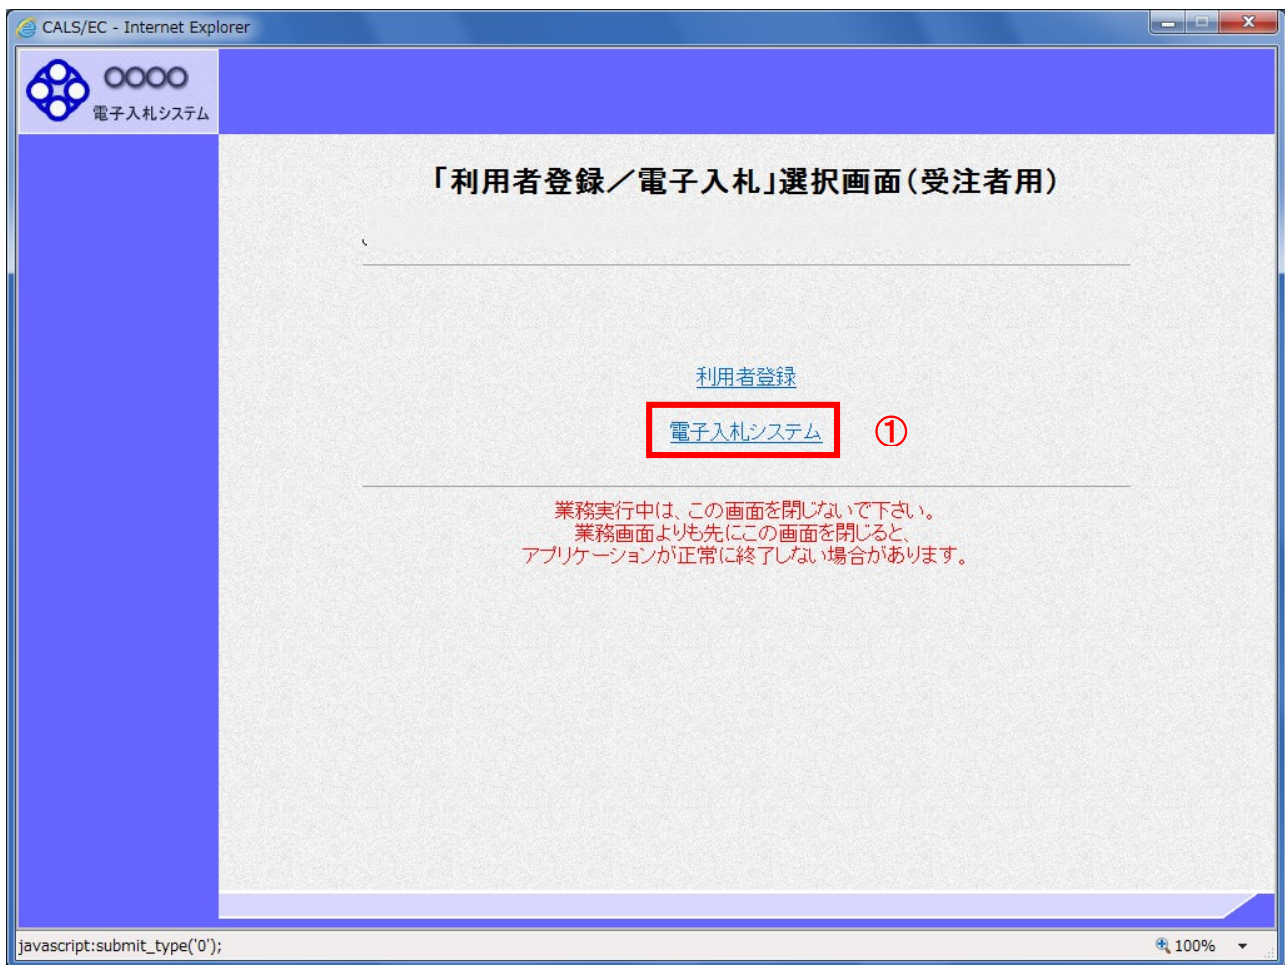 CALS/EC - Internet Explorer
○○○○
電子入札システム
「利用者登録／電子入札」選択画面（受注者用）
利用者登録
電子入札システム ①
業務実行中は、この画面を閉じないで下さい。
業務画面よりも先にこの画面を閉じると、
アプリケーションが正常に終了しない場合があります。
javascript:submit_type('0');
100%